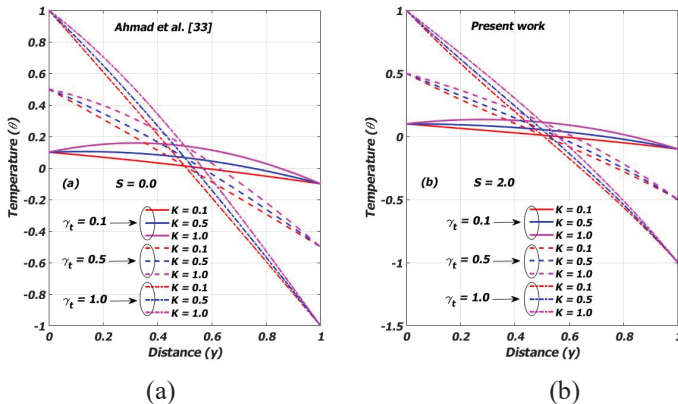 Ahmad et al. [33]
Temperature (θ)
1
0.8
0.6
0.4
0.2
0
-0.2
-0.4
-0.6
-0.8
-1
(a) S = 0.0
γt = 0.1
γt = 0.5
γt = 1.0
K = 0.1
K = 0.5
K = 1.0
K = 0.1
K = 0.5
K = 1.0
K = 0.1
K = 0.5
K = 1.0
0 0.2 0.4 0.6 0.8 1
Distance (y)
(a)
Present work
Temperature (θ)
1
0.5
0
-0.5
-1
-1.5
(b) S = 2.0
γt = 0.1
γt = 0.5
γt = 1.0
K = 0.1
K = 0.5
K = 1.0
K = 0.1
K = 0.5
K = 1.0
K = 0.1
K = 0.5
K = 1.0
0 0.2 0.4 0.6 0.8 1
Distance (y)
(b)